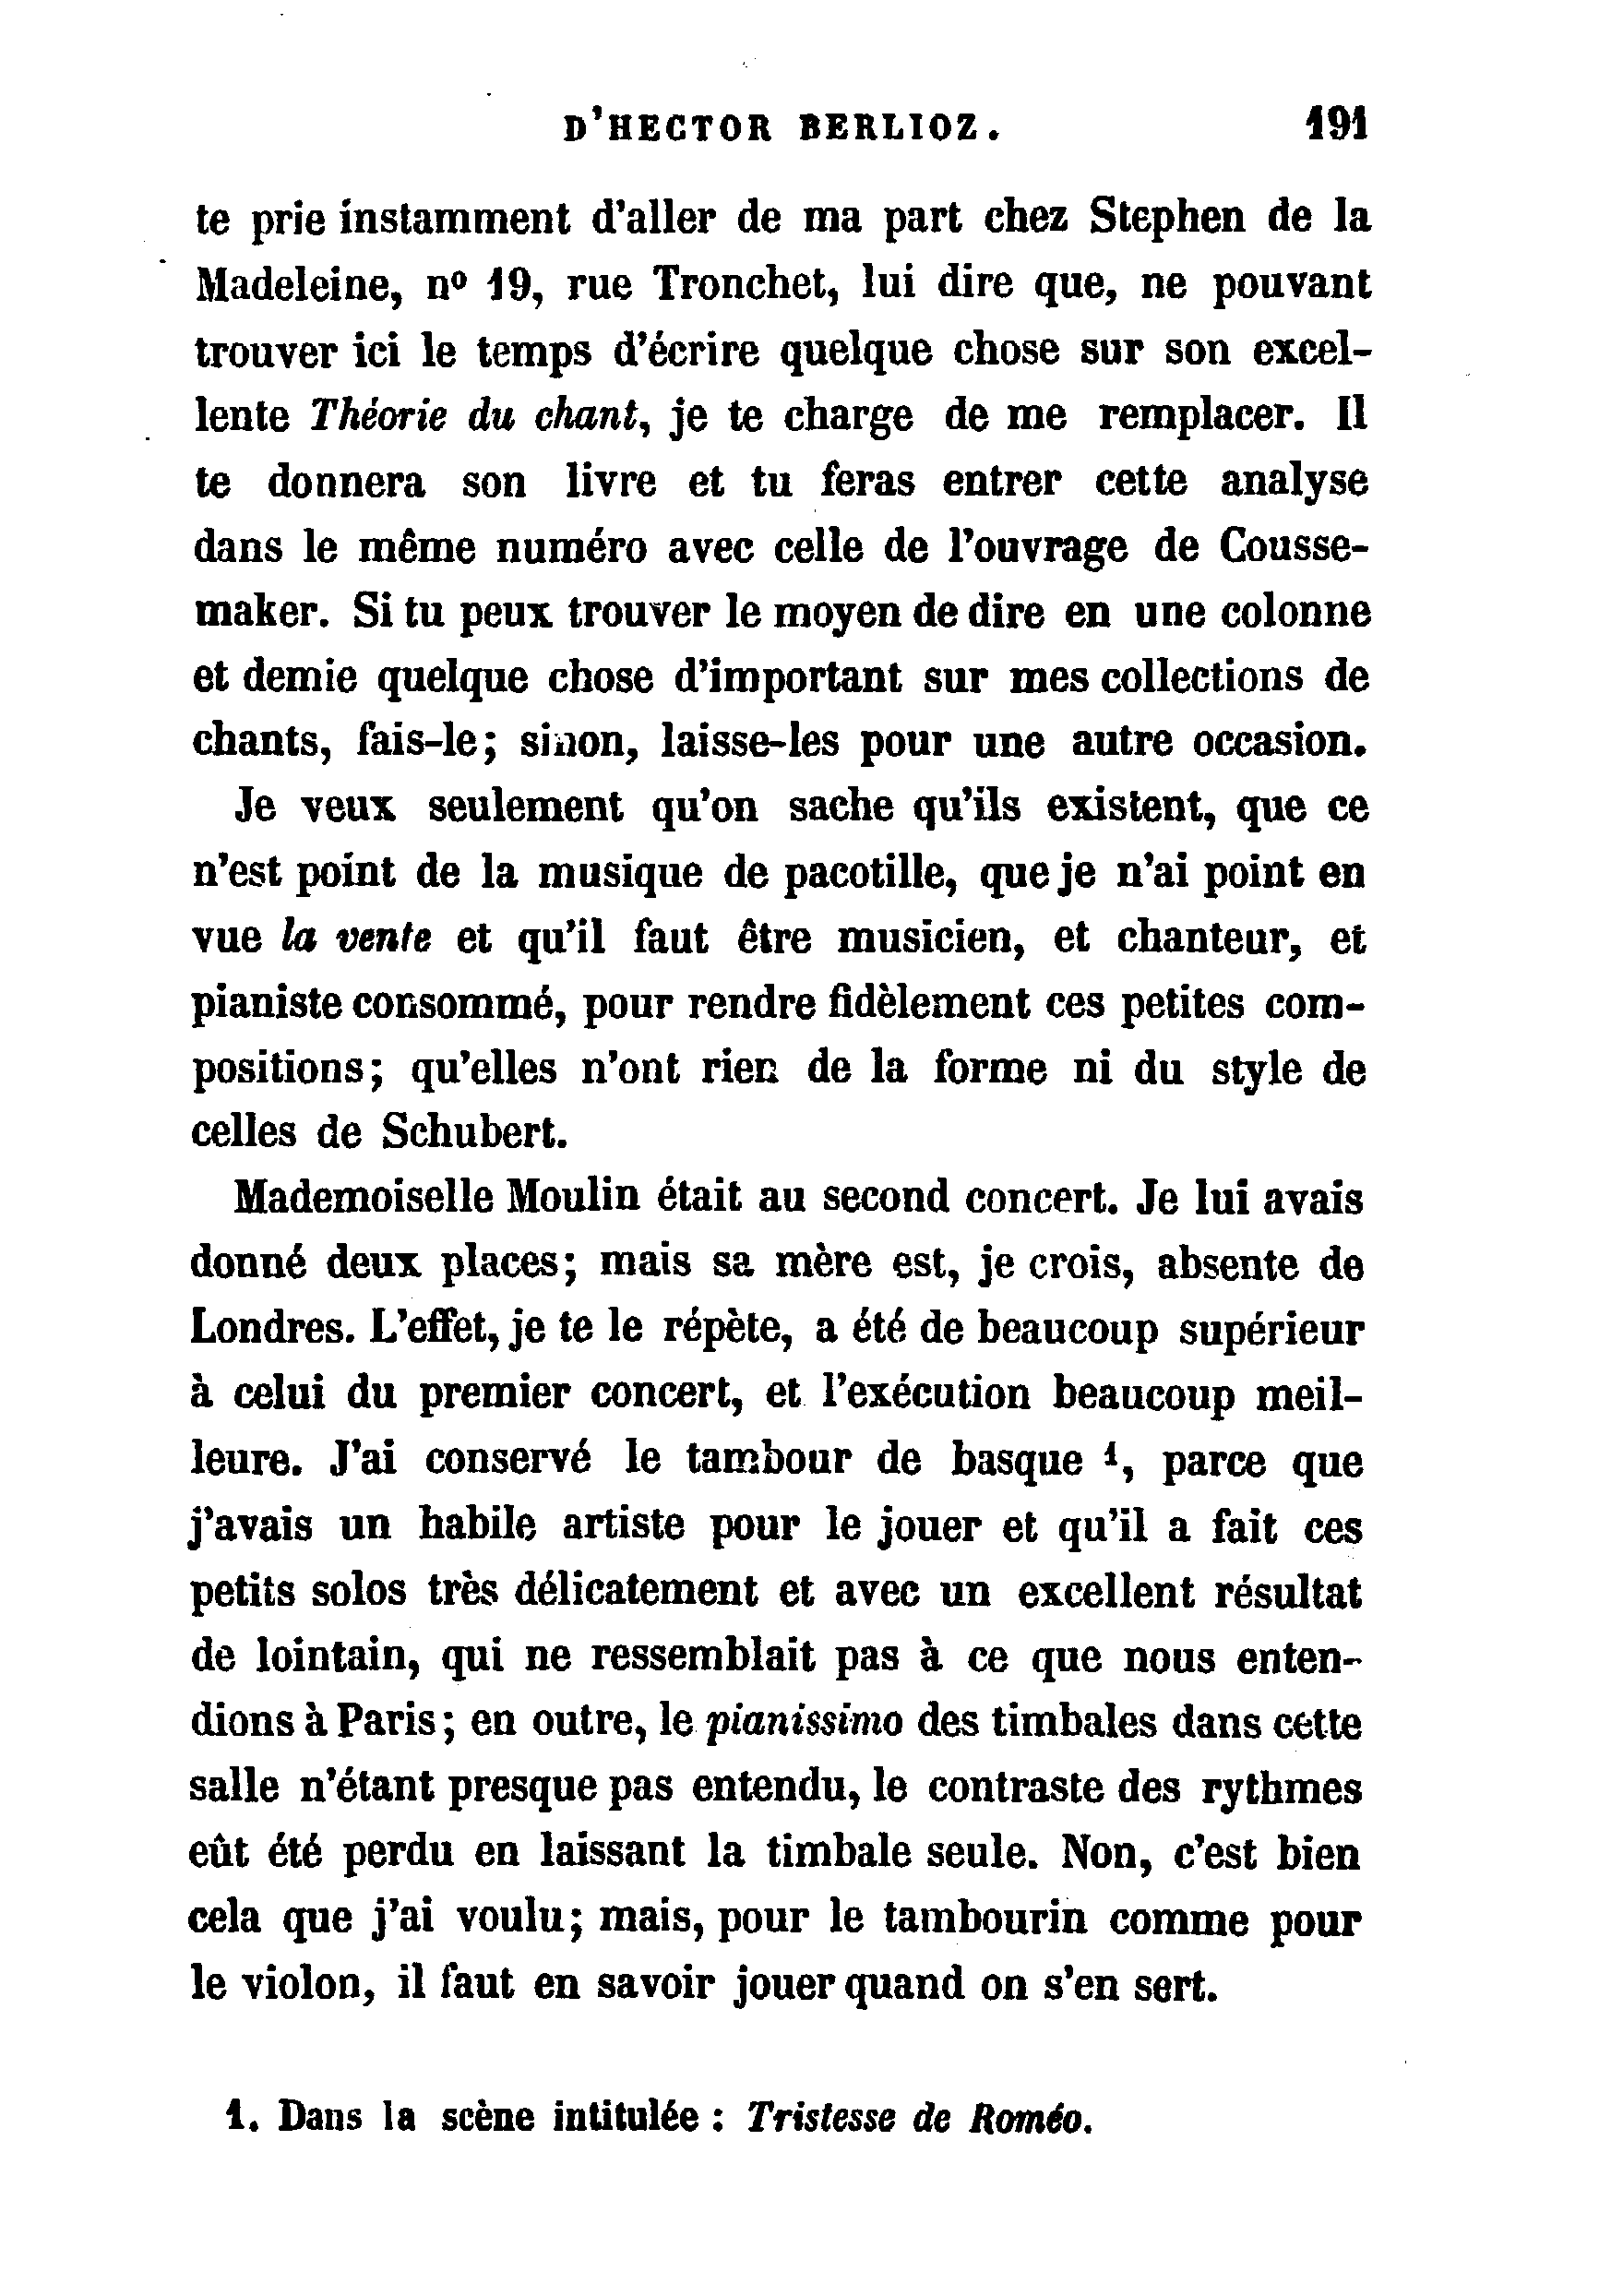 D'HECTOR BERLIOZ. 191
te prie instamment d'aller de ma part chez Stephen de la
Madeleine, nº 19, rue Tronchet, lui dire que, ne pouvant
trouver ici le temps d'écrire quelque chose sur son excel-
lente Théorie du chant, je te charge de me remplacer. Il
te donnera son livre et tu feras entrer cette analyse
dans le même numéro avec celle de l'ouvrage de Cousse-
maker. Si tu peux trouver le moyen de dire en une colonne
et demie quelque chose d'important sur mes collections de
chants, fais-le; sinon, laisse-les pour une autre occasion.
Je veux seulement qu'on sache qu'ils existent, que ce
n'est point de la musique de pacotille, que je n'ai point en
vue la vente et qu'il faut être musicien, et chanteur, et
pianiste consommé, pour rendre fidèlement ces petites com-
positions; qu'elles n'ont rien de la forme ni du style de
celles de Schubert.
Mademoiselle Moulin était au second concert. Je lui avais
donné deux places; mais sa mère est, je crois, absente de
Londres. L'effet, je te le répète, a été de beaucoup supérieur
à celui du premier concert, et l'exécution beaucoup meil-
leure. J'ai conservé le tambour de basque ¹, parce que
j'avais un habile artiste pour le jouer et qu'il a fait ces
petits solos très délicatement et avec un excellent résultat
de lointain, qui ne ressemblait pas à ce que nous enten-
dions à Paris; en outre, le pianissimo des timbales dans cette
salle n'étant presque pas entendu, le contraste des rythmes
eût été perdu en laissant la timbale seule. Non, c'est bien
cela que j'ai voulu; mais, pour le tambourin comme pour
le violon, il faut en savoir jouer quand on s'en sert.
1. Dans la scène intitulée : Tristesse de Roméo.